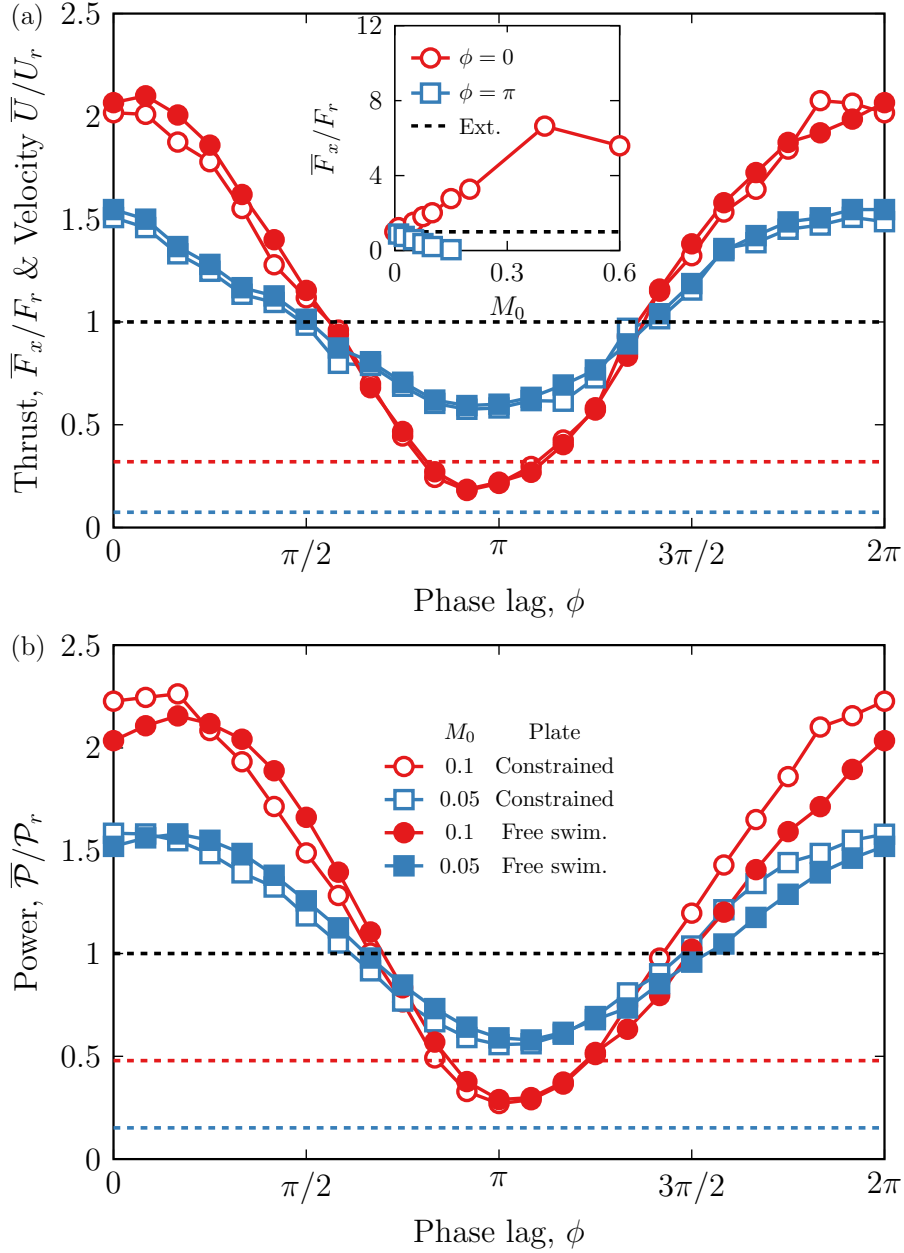 (a)
2.5
2
1.5
1
0.5
0
Thrust, F̅ₓ/Fᵣ & Velocity U̅/Uᵣ
12
8
4
0
F̅ₓ/Fᵣ
ϕ = 0
ϕ = π
Ext.
0 0.3 0.6
M₀
0 π/2 π 3π/2 2π
Phase lag, ϕ
(b)
2.5
2
1.5
1
0.5
0
Power, 𝒫̅/𝒫ᵣ
M₀ Plate
0.1 Constrained
0.05 Constrained
0.1 Free swim.
0.05 Free swim.
0 π/2 π 3π/2 2π
Phase lag, ϕ